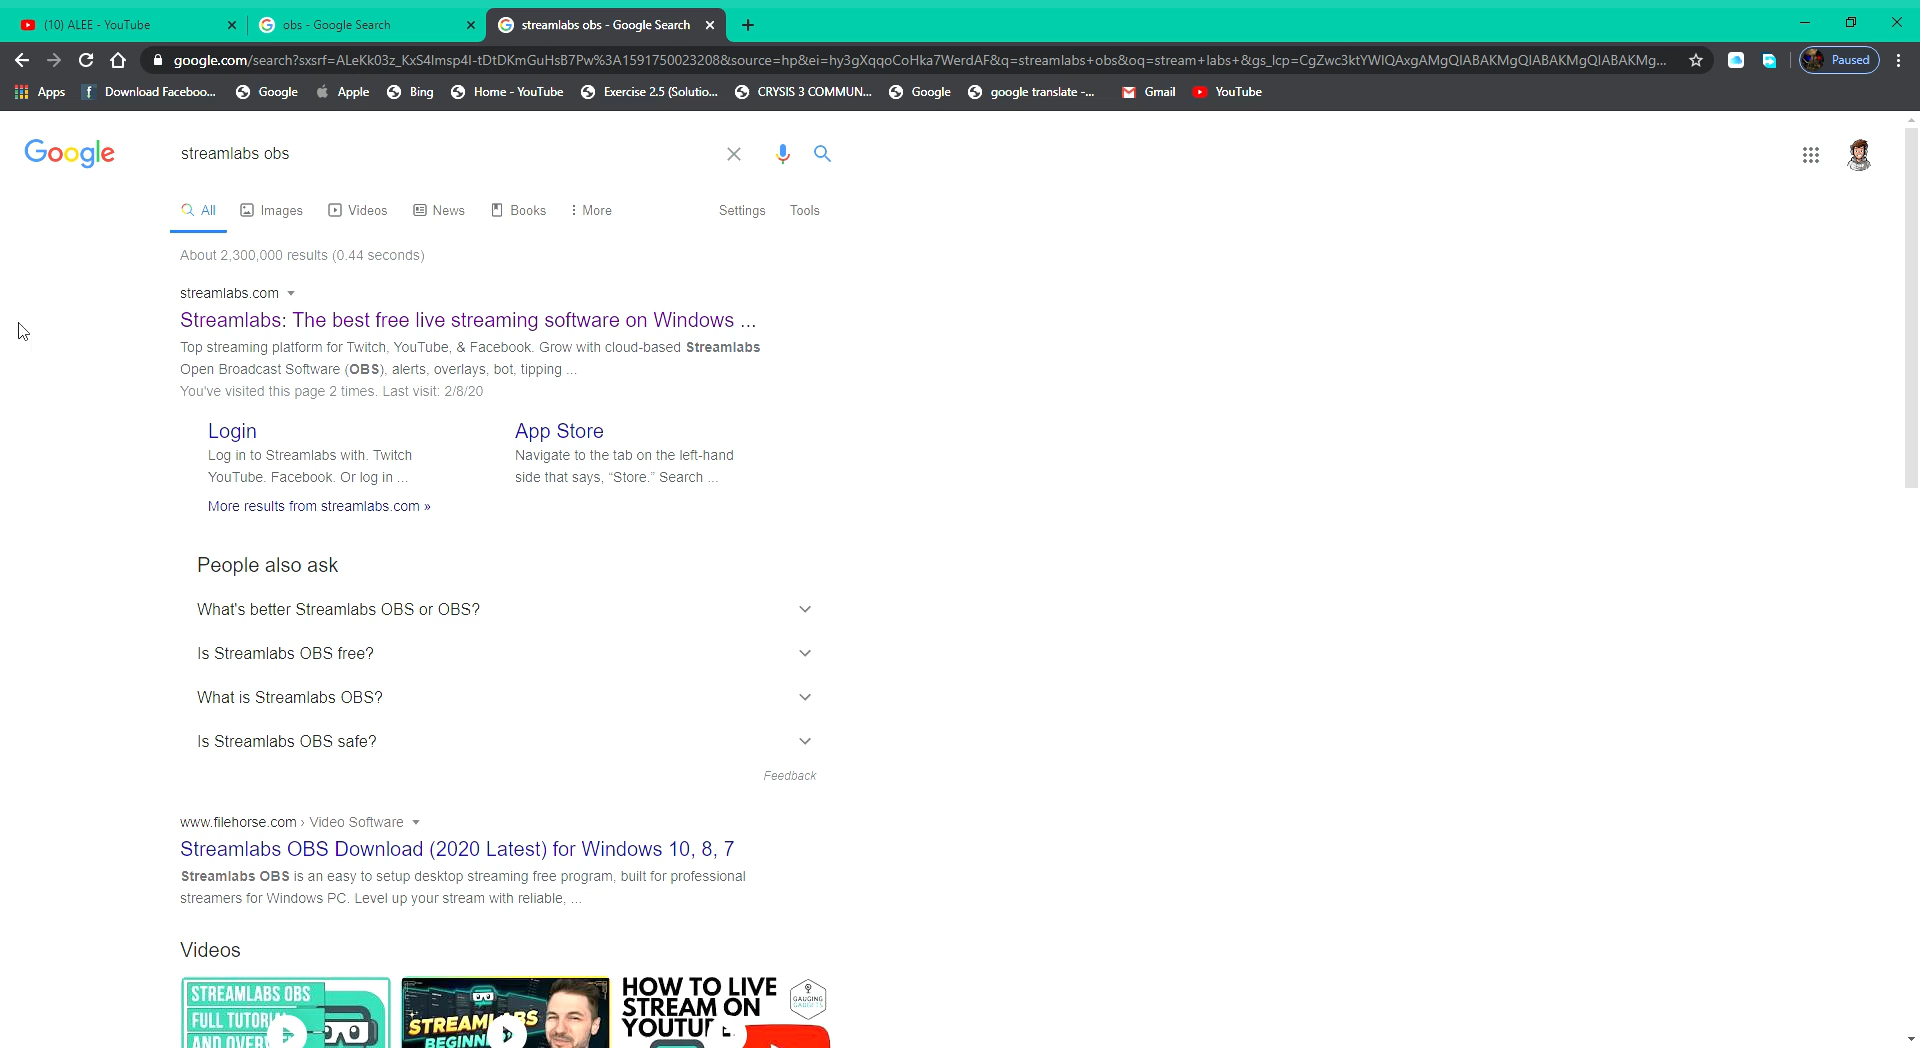 (10) ALEE - YouTube
obs - Google Search
streamlabs obs - Google Search
google.com/search?sxsrf=ALeKk03z_KxS4Imsp4I-tDtDKmGuHsB7Pw%3A1591750023208&source=hp&ei=hy3gXqqoCoHka7WerdAF&q=streamlabs+obs&oq=stream+labs+&gs_lcp=CgZwc3ktYWIQAxgAMgQIABAKMgQIABAKMgQIABAKMg...
Paused
Apps
Download Faceboo...
Google
Apple
Bing
Home - YouTube
Exercise 2.5 (Solutio...
CRYSIS 3 COMMUN...
Google
google translate -...
Gmail
YouTube
Google
streamlabs obs
All
Images
Videos
News
Books
More
Settings
Tools
About 2,300,000 results (0.44 seconds)
streamlabs.com
Streamlabs: The best free live streaming software on Windows ...
Top streaming platform for Twitch, YouTube, & Facebook. Grow with cloud-based Streamlabs
Open Broadcast Software (OBS), alerts, overlays, bot, tipping ...
You've visited this page 2 times. Last visit: 2/8/20
Login
Log in to Streamlabs with. Twitch
YouTube. Facebook. Or log in ...
App Store
Navigate to the tab on the left-hand
side that says, “Store.” Search ...
More results from streamlabs.com »
People also ask
What's better Streamlabs OBS or OBS?
Is Streamlabs OBS free?
What is Streamlabs OBS?
Is Streamlabs OBS safe?
Feedback
www.filehorse.com › Video Software
Streamlabs OBS Download (2020 Latest) for Windows 10, 8, 7
Streamlabs OBS is an easy to setup desktop streaming free program, built for professional
streamers for Windows PC. Level up your stream with reliable, ...
Videos
STREAMLABS OBS
FULL TUTORIAL
AND OVER
STREAMLABS
BEGINN
HOW TO LIVE
STREAM ON
YOUTU
GAUGING
GADGETS